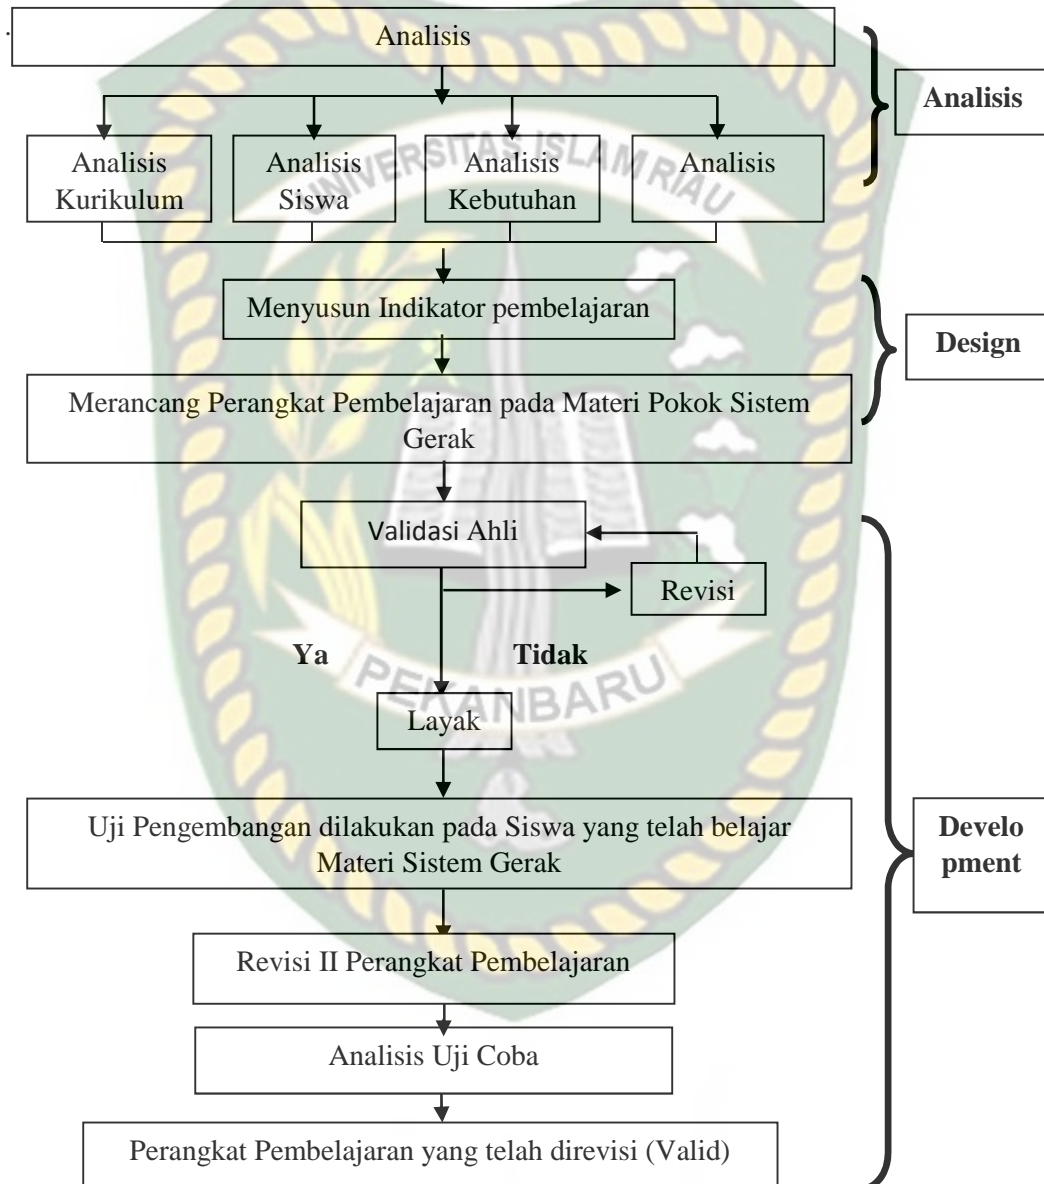 .
Analisis
Analisis
Analisis
Kurikulum
Analisis
Siswa
Analisis
Kebutuhan
Analisis
UNIVERSITAS ISLAM RIAU
Menyusun Indikator pembelajaran
Design
Merancang Perangkat Pembelajaran pada Materi Pokok Sistem
Gerak
Validasi Ahli
Revisi
Ya
Tidak
PEKANBARU
Layak
Uji Pengembangan dilakukan pada Siswa yang telah belajar
Materi Sistem Gerak
Develo
pment
Revisi II Perangkat Pembelajaran
Analisis Uji Coba
Perangkat Pembelajaran yang telah direvisi (Valid)